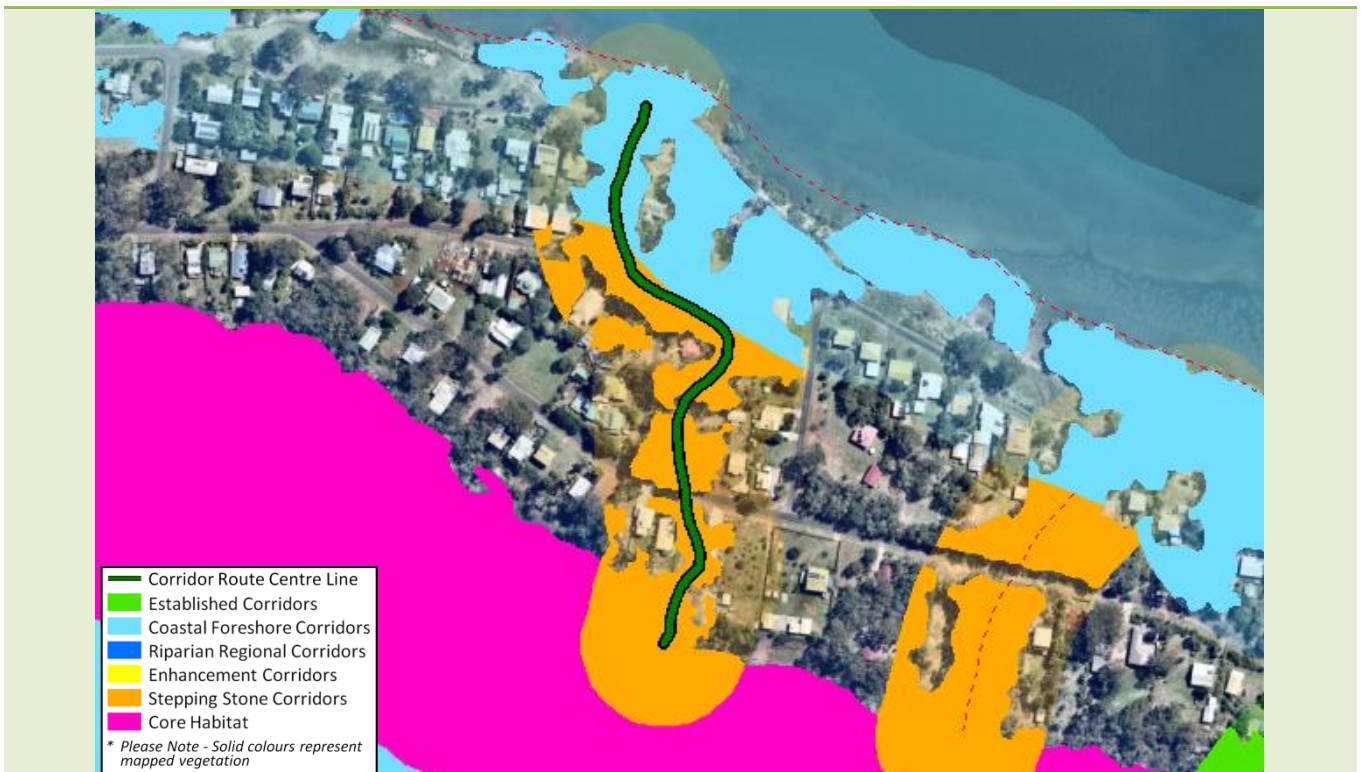 Corridor Route Centre Line
Established Corridors
Coastal Foreshore Corridors
Riparian Regional Corridors
Enhancement Corridors
Stepping Stone Corridors
Core Habitat
* Please Note - Solid colours represent
mapped vegetation